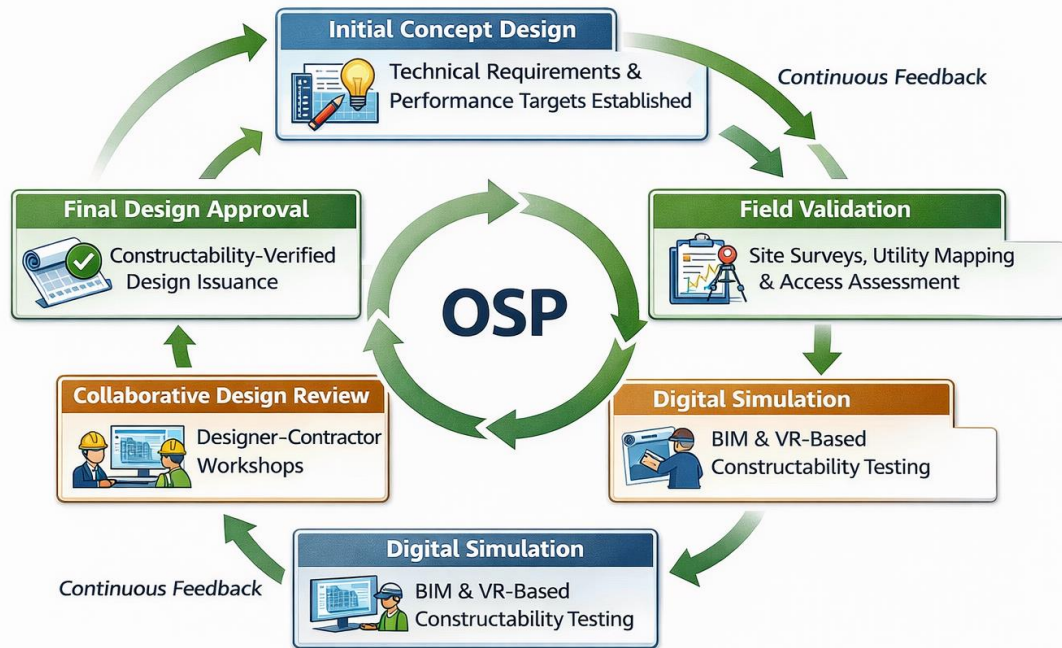 Initial Concept Design
Technical Requirements &
Performance Targets Established
Continuous Feedback
Final Design Approval
Constructability-Verified
Design Issuance
Field Validation
Site Surveys, Utility Mapping
& Access Assessment
OSP
Collaborative Design Review
Designer-Contractor
Workshops
Digital Simulation
BIM & VR-Based
Constructability Testing
Digital Simulation
BIM & VR-Based
Constructability Testing
Continuous Feedback